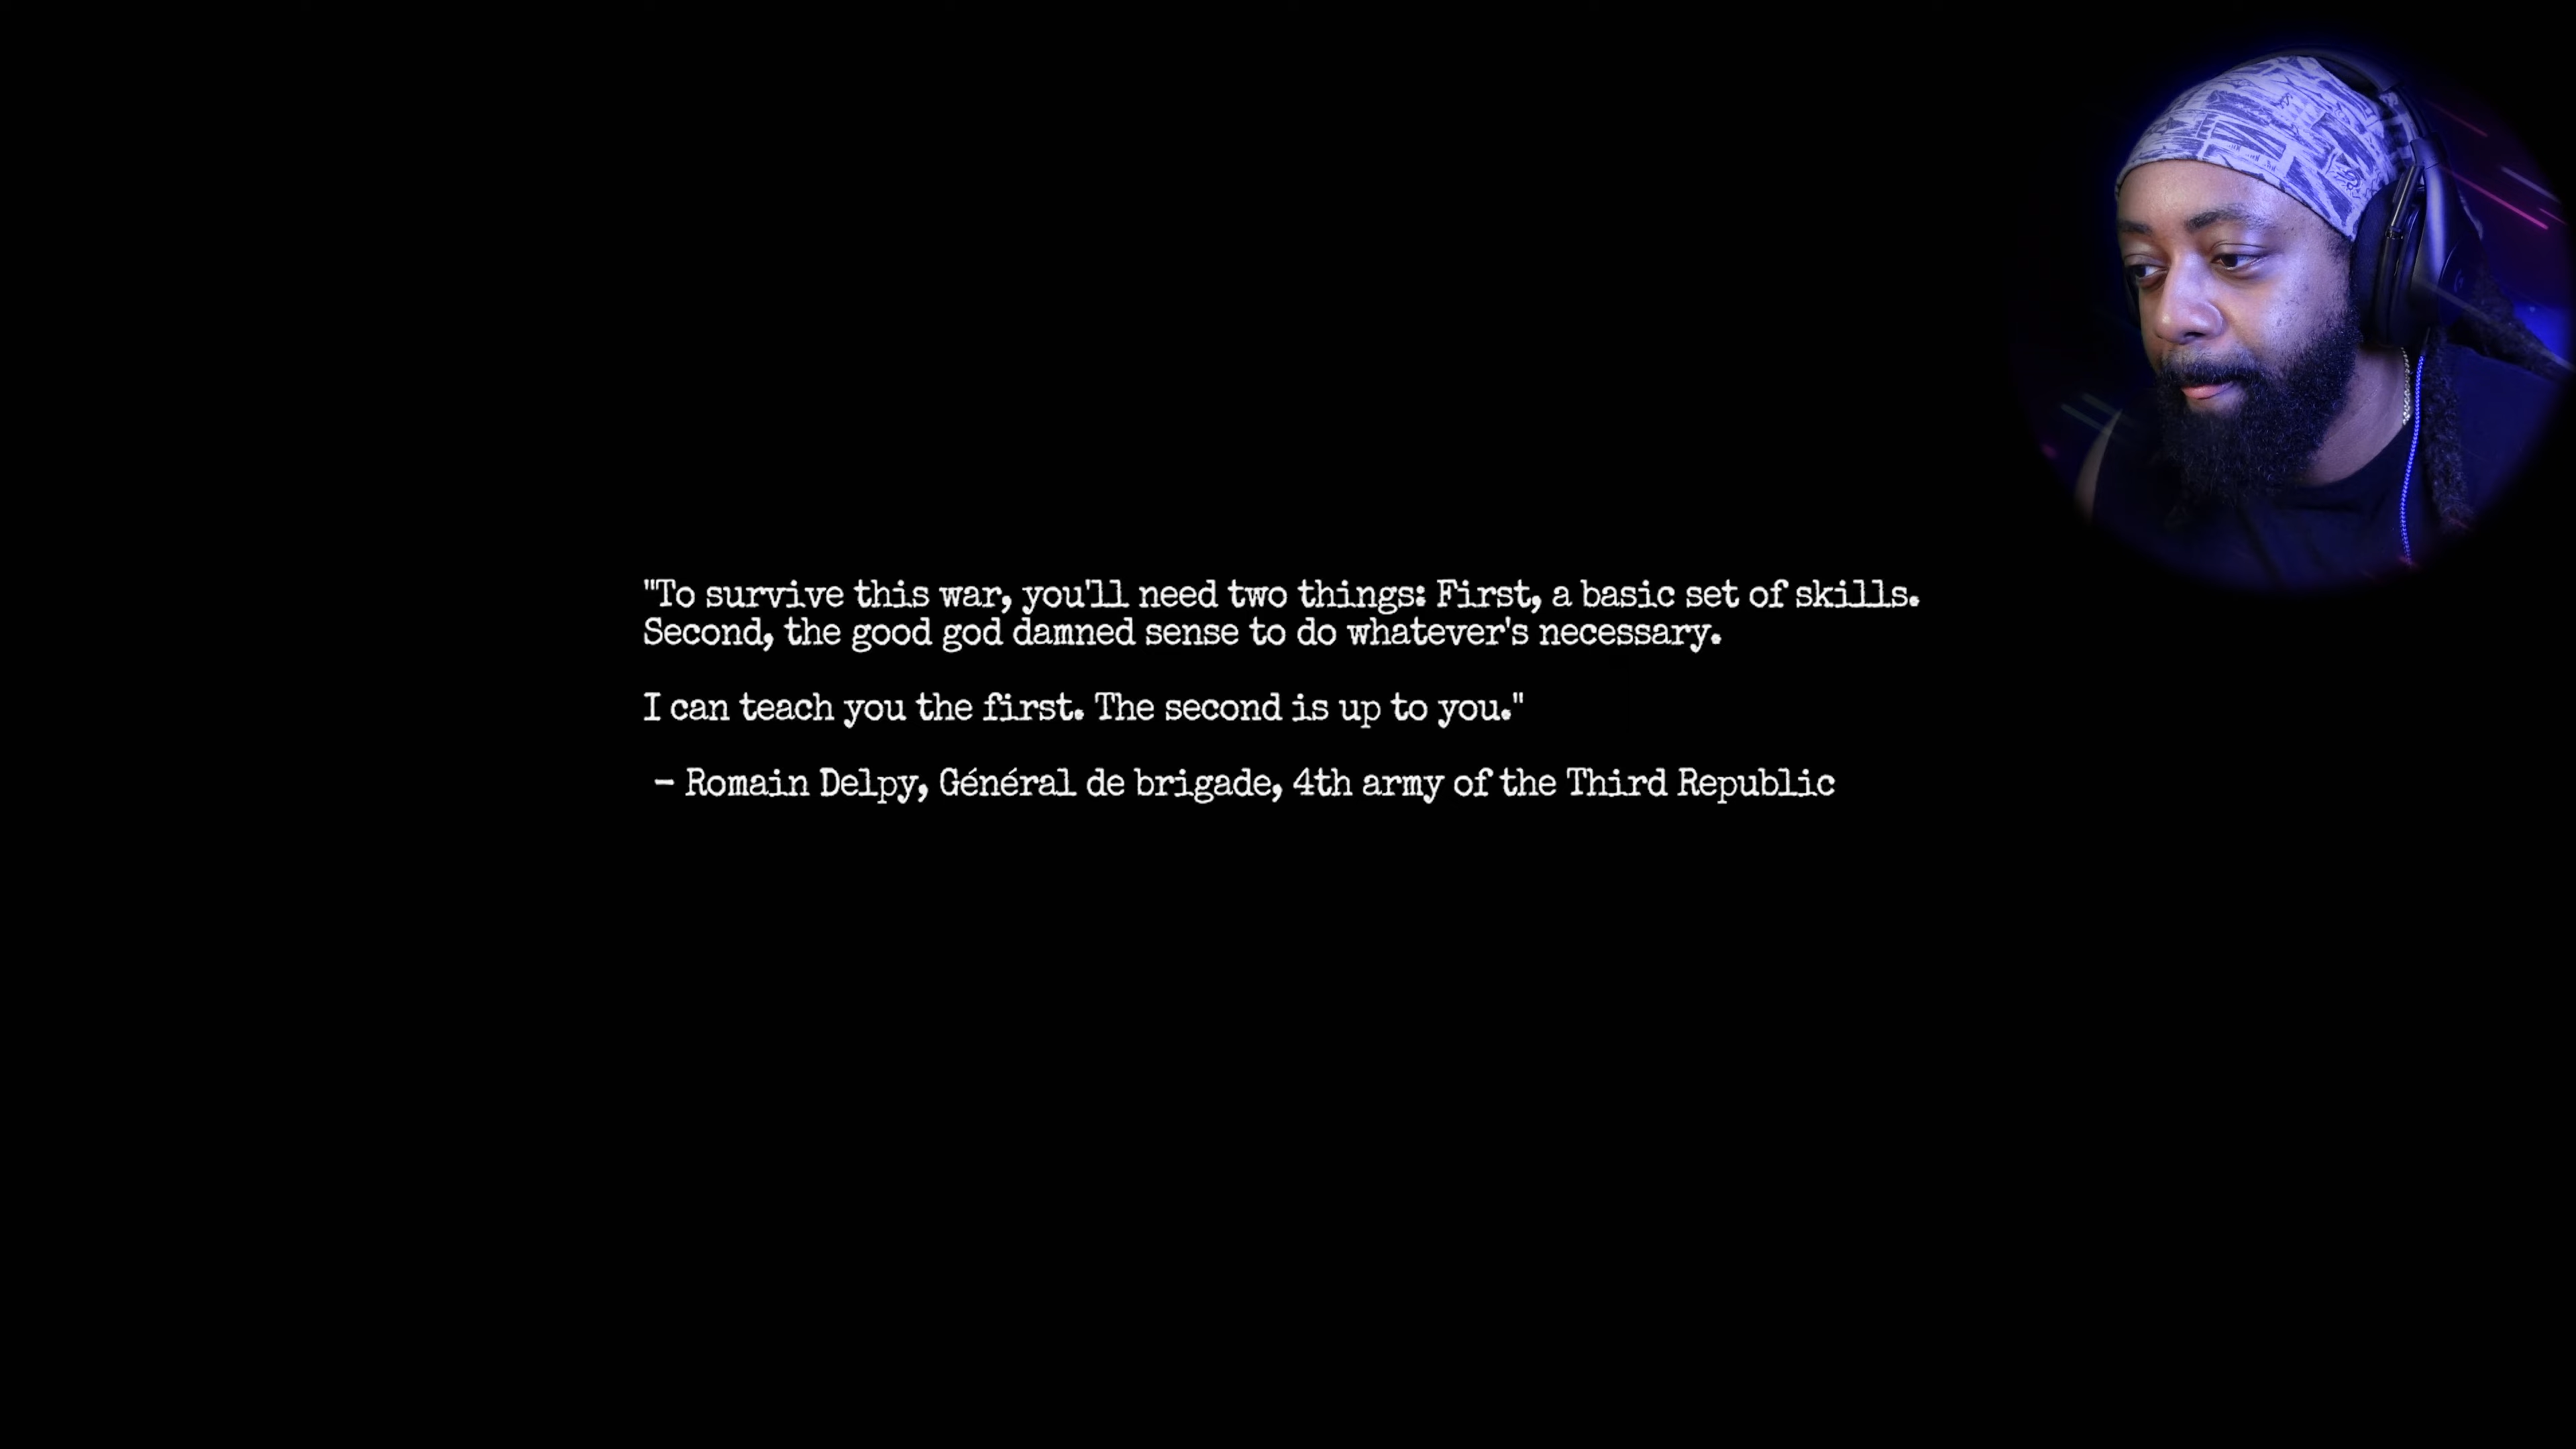 "To survive this war, you'll need two things: First, a basic set of skills.
Second, the good god damned sense to do whatever's necessary.
I can teach you the first. The second is up to you."
– Romain Delpy, Général de brigade, 4th army of the Third Republic